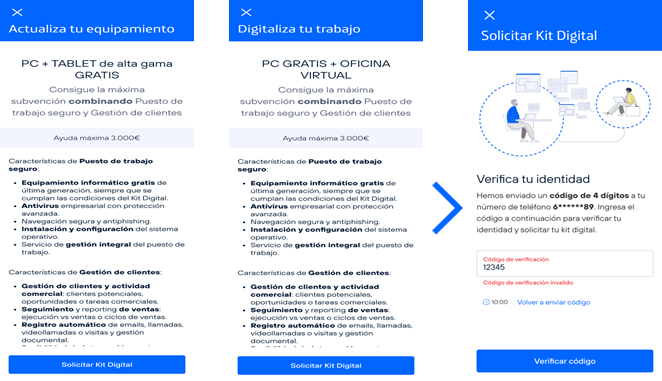 Actualiza tu equipamiento
PC + TABLET de alta gama
GRATIS
Consigue la máxima
subvención combinando Puesto de
trabajo seguro y Gestión de clientes
Ayuda máxima 3.000€
Características de Puesto de trabajo
seguro:
• Equipamiento informático gratis de
última generación, siempre que se
cumplan las condiciones del Kit Digital.
• Antivirus empresarial con protección
avanzada.
• Navegación segura y antiphishing.
• Instalación y configuración del sistema
operativo.
• Servicio de gestión integral del puesto de
trabajo.
Características de Gestión de clientes:
• Gestión de clientes y actividad
comercial: clientes potenciales,
oportunidades o tareas comerciales.
• Seguimiento y reporting de ventas:
ejecución vs ventas o ciclos de ventas.
• Registro automático de emails, llamadas,
videollamadas o visitas y gestión
documental.
Solicitar Kit Digital
Digitaliza tu trabajo
PC GRATIS + OFICINA
VIRTUAL
Consigue la máxima
subvención combinando Puesto de
trabajo seguro y Gestión de clientes
Ayuda máxima 3.000€
Características de Puesto de trabajo
seguro:
• Equipamiento informático gratis de
última generación, siempre que se
cumplan las condiciones del Kit Digital.
• Antivirus empresarial con protección
avanzada.
• Navegación segura y antiphishing.
• Instalación y configuración del sistema
operativo.
• Servicio de gestión integral del puesto de
trabajo.
Características de Gestión de clientes:
• Gestión de clientes y actividad
comercial: clientes potenciales,
oportunidades o tareas comerciales.
• Seguimiento y reporting de ventas:
ejecución vs ventas o ciclos de ventas.
• Registro automático de emails, llamadas,
videollamadas o visitas y gestión
documental.
Solicitar Kit Digital
Solicitar Kit Digital
Verifica tu identidad
Hemos enviado un código de 4 dígitos a tu
número de teléfono 6******89. Ingresa el
código a continuación para verificar tu
identidad y solicitar tu kit digital.
Código de verificación
12345
Código de verificación invalido
10:00 Volver a enviar código
Verificar código